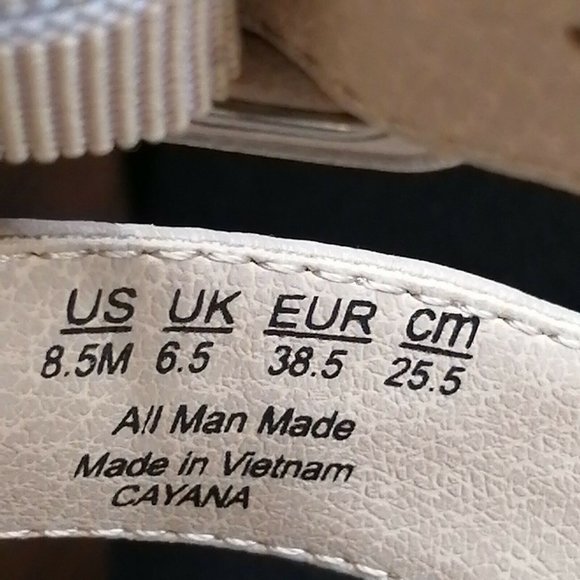 US UK EUR cm
8.5M 6.5 38.5 25.5
All Man Made
Made in Vietnam
CAYANA